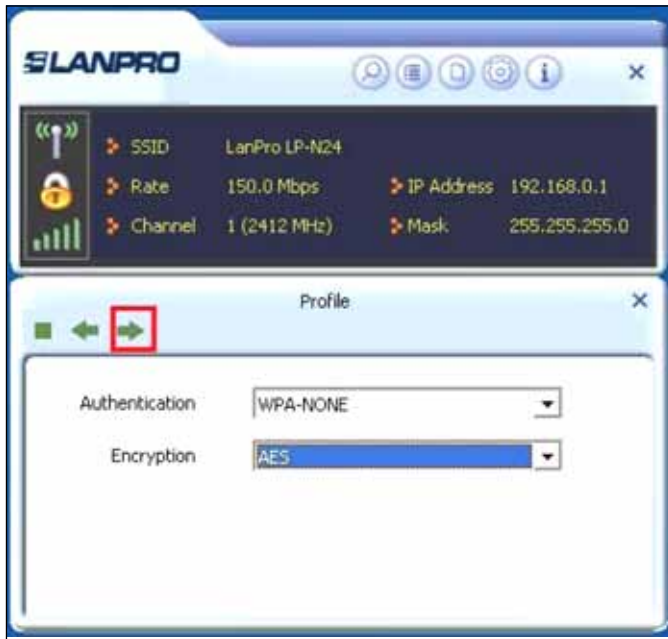 LANPRO
SSID LanPro LP-N24
Rate 150.0 Mbps IP Address 192.168.0.1
Channel 1 (2412 MHz) Mask 255.255.255.0
Profile
Authentication WPA-NONE
Encryption AES